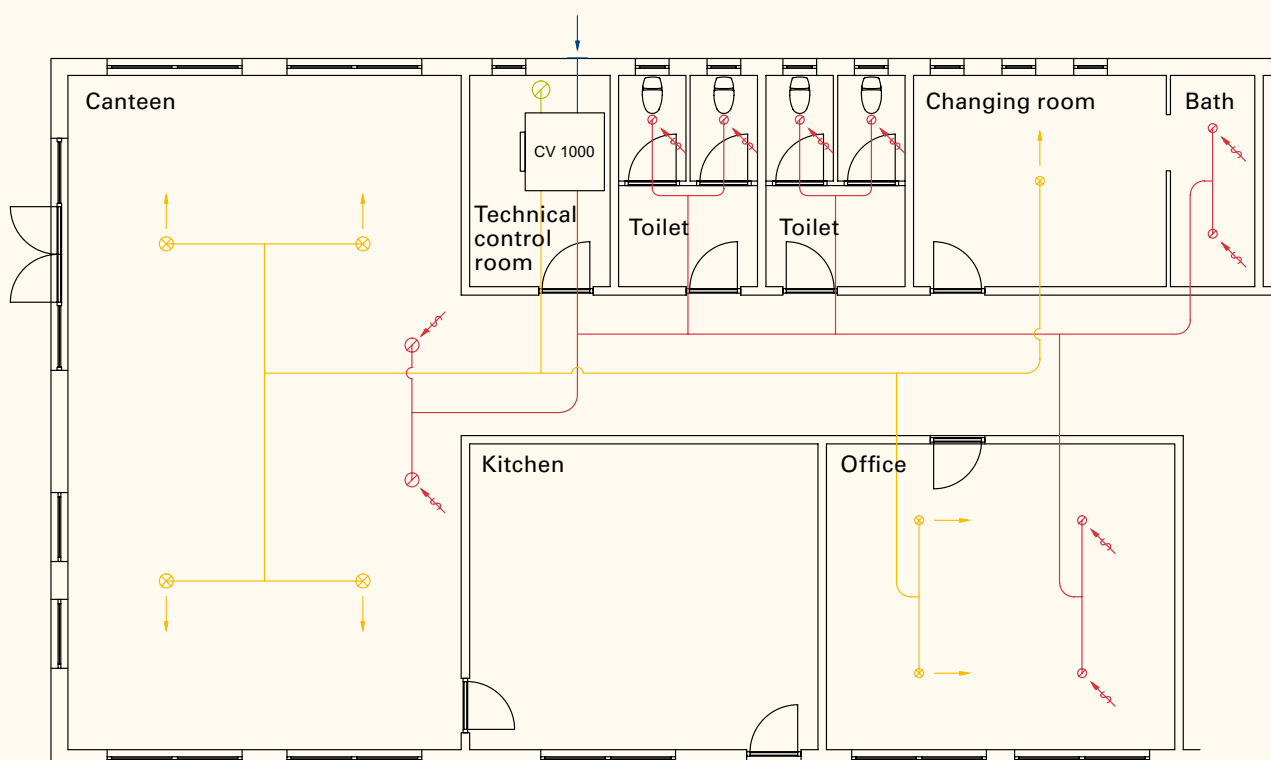 Canteen
CV 1000
Technical
control
room
Toilet
Toilet
Changing room
Bath
Kitchen
Office